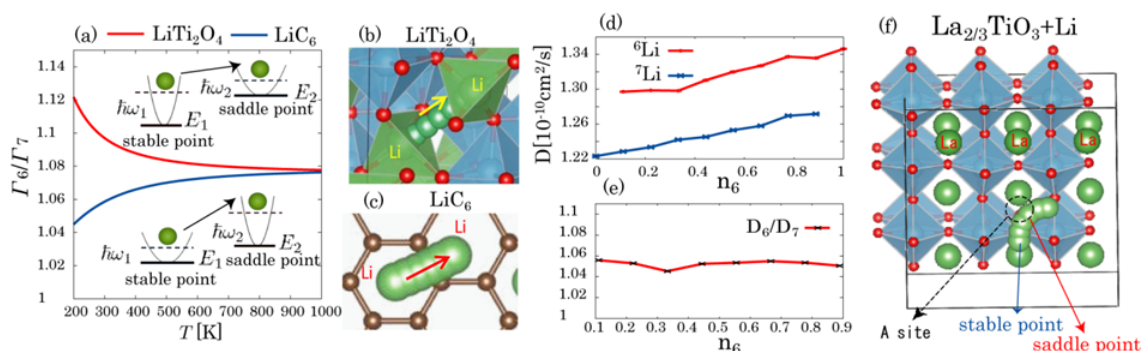 (a)
LiTi₂O₄
LiC₆
Γ₆/Γ₇
1.14
1.12
1.1
1.08
1.06
1.04
1.02
1
200 300 400 500 600 700 800 900 1000
T [K]
ħω₁
E₁
stable point
ħω₂
E₂
saddle point
ħω₁
E₁
stable point
ħω₂
E₂
saddle point
(b)
LiTi₂O₄
Li
Li
(c)
LiC₆
Li
Li
(d)
⁶Li
⁷Li
D[10⁻¹⁰cm²/s]
1.34
1.30
1.26
1.22
0 0.2 0.4 0.6 0.8 1
n₆
(e)
D₆/D₇
1.1
1.08
1.06
1.04
1.02
1
0.1 0.2 0.3 0.4 0.5 0.6 0.7 0.8 0.9
n₆
(f)
La₂/₃TiO₃+Li
La La La
A site
stable point
saddle point